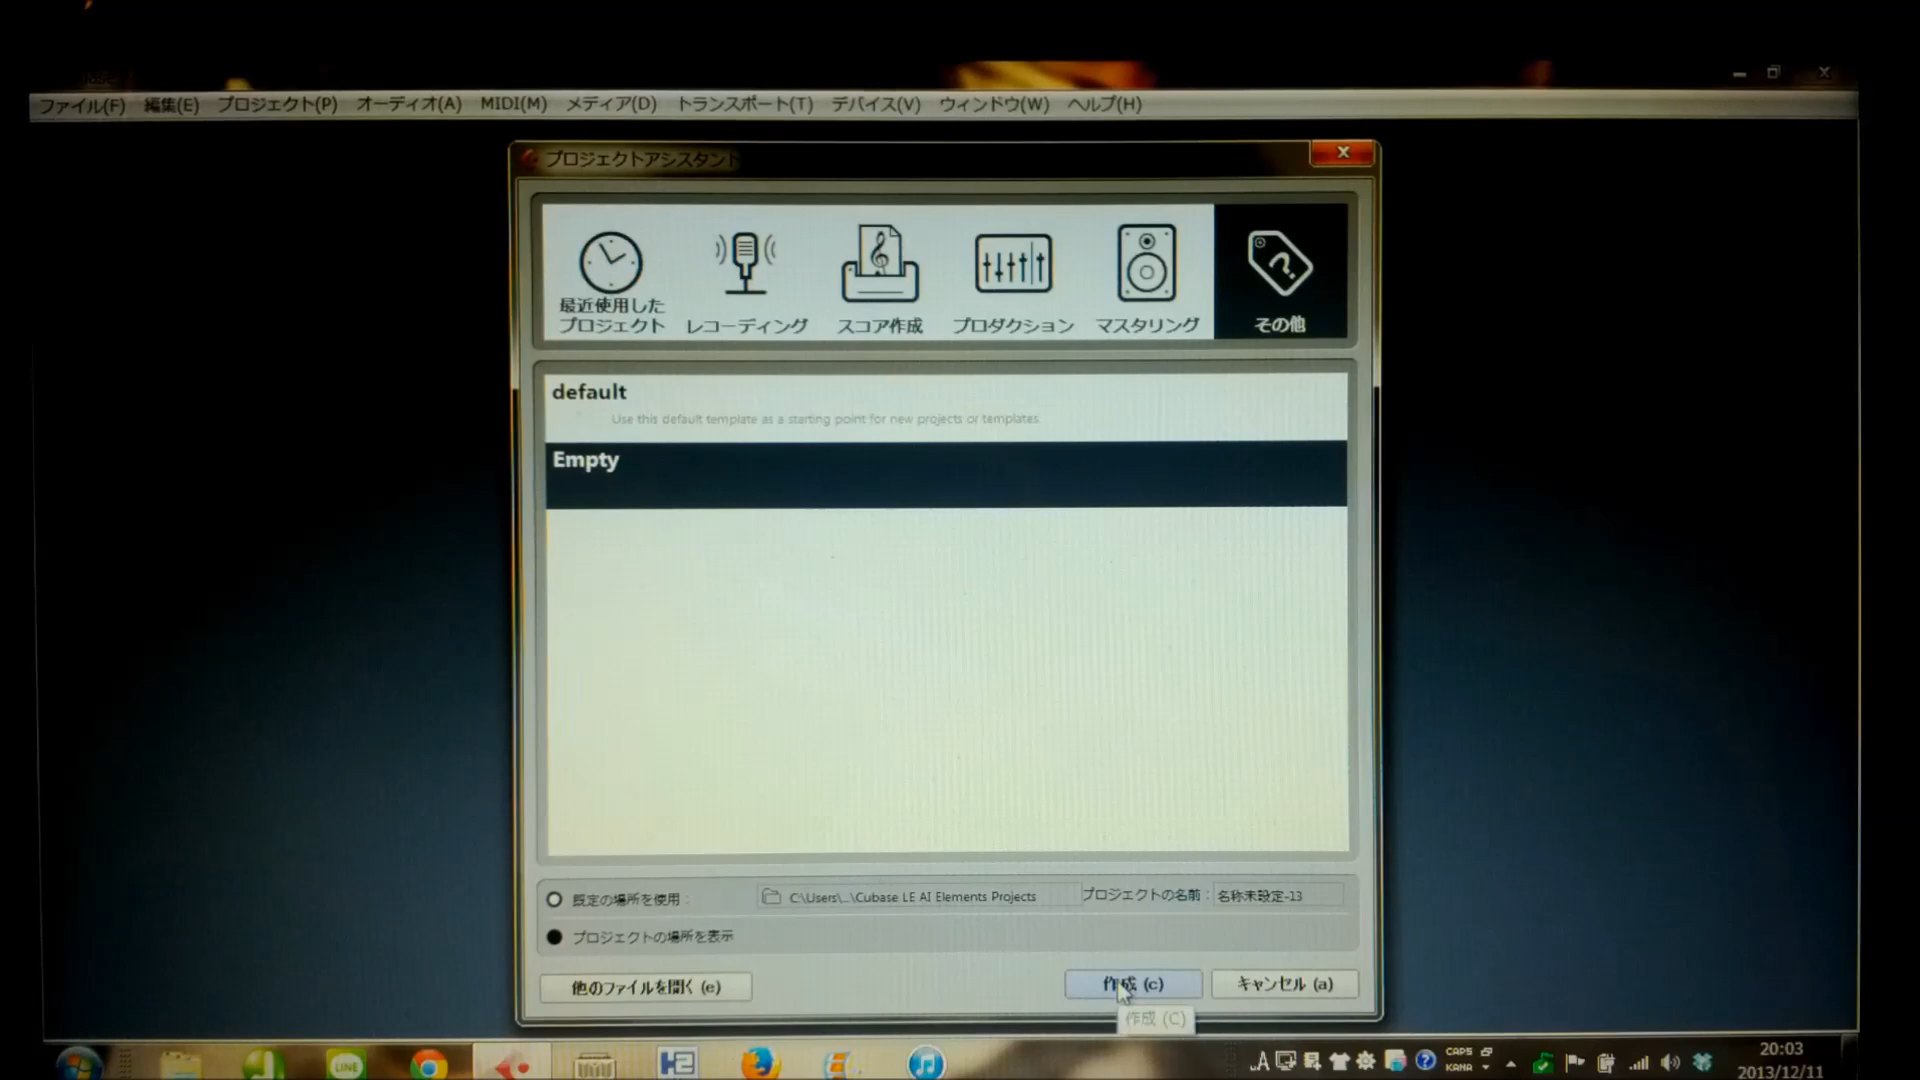 ファイル(F) 編集(E) プロジェクト(P) オーディオ(A) MIDI(M) メディア(D) トランスポート(T) デバイス(V) ウィンドウ(W) ヘルプ(H)
プロジェクトアシスタント
最近使用した
プロジェクト レコーディング スコア作成 プロダクション マスタリング その他
default
Use this default template as a starting point for new projects or templates
Empty
既定の場所を使用 : C:\Users\...\Cubase LE AI Elements Projects プロジェクトの名前 : 名称未設定-13
プロジェクトの場所を表示
他のファイルを開く (e) 作成 (c) キャンセル (a)
作成 (C)
LINE
A CAPS
KANA
20:03
2013/12/11